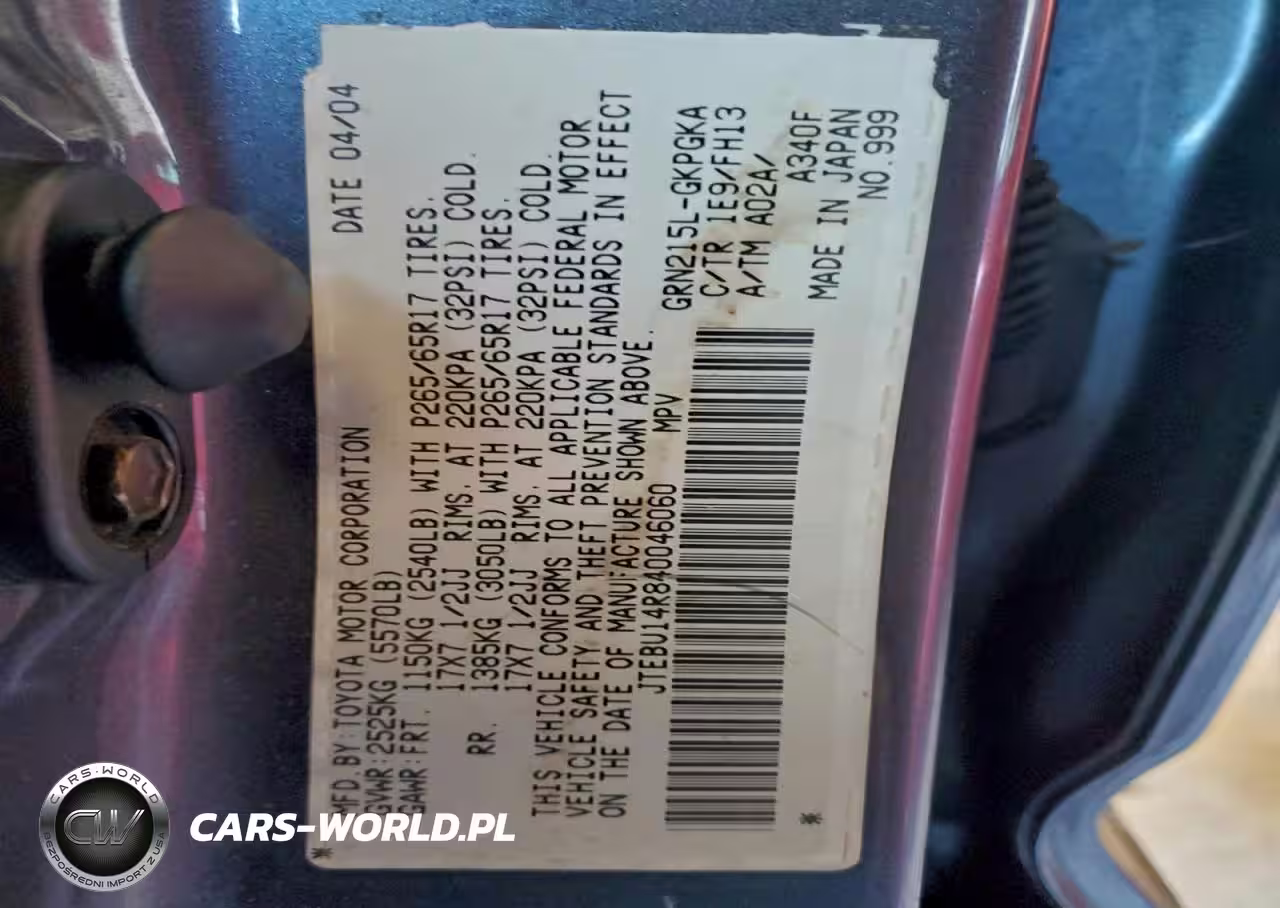 MFD.BY:TOYOTA MOTOR CORPORATION DATE 04/04
GVWR:2525KG (5570LB)
GAWR:FRT. 1150KG (2540LB) WITH P265/65R17 TIRES.
17X7 1/2JJ RIMS. AT 220KPA (32PSI) COLD.
RR. 1385KG (3050LB) WITH P265/65R17 TIRES.
17X7 1/2JJ RIMS. AT 220KPA (32PSI) COLD.
THIS VEHICLE CONFORMS TO ALL APPLICABLE FEDERAL MOTOR
VEHICLE SAFETY AND THEFT PREVENTION STANDARDS IN EFFECT
ON THE DATE OF MANUFACTURE SHOWN ABOVE.
JTEBU14R840046060 MPV
GRN215L-GKPGKA
C/TR 1E9/FH13
A/TM A02A/
A340F
MADE IN JAPAN
NO.999
CARS-WORLD
CW
BEZPOŚREDNI IMPORT Z USA
CARS-WORLD.PL